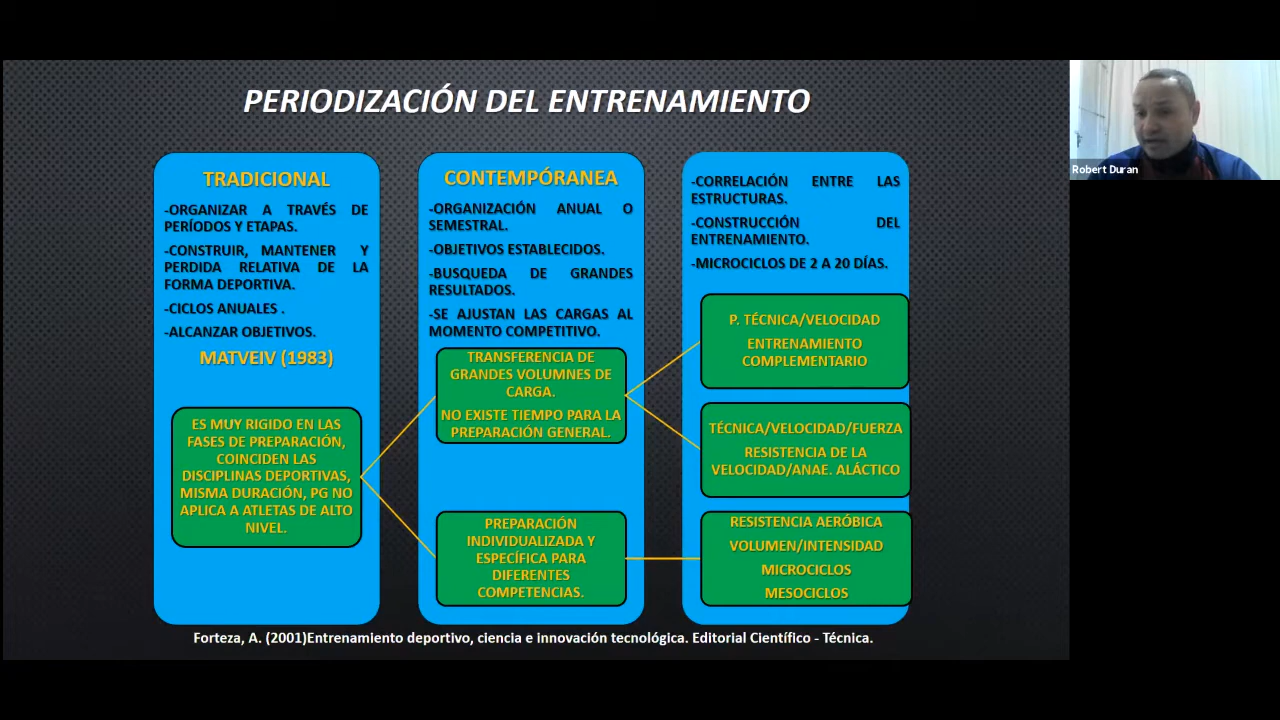 PERIODIZACIÓN DEL ENTRENAMIENTO
TRADICIONAL
-ORGANIZAR A TRAVÉS DE
PERÍODOS Y ETAPAS.
-CONSTRUIR, MANTENER Y
PERDIDA RELATIVA DE LA
FORMA DEPORTIVA.
-CICLOS ANUALES .
-ALCANZAR OBJETIVOS.
MATVEIV (1983)
ES MUY RIGIDO EN LAS
FASES DE PREPARACIÓN,
COINCIDEN LAS
DISCIPLINAS DEPORTIVAS,
MISMA DURACIÓN, PG NO
APLICA A ATLETAS DE ALTO
NIVEL.
CONTEMPÓRANEA
-ORGANIZACIÓN ANUAL O
SEMESTRAL.
-OBJETIVOS ESTABLECIDOS.
-BUSQUEDA DE GRANDES
RESULTADOS.
-SE AJUSTAN LAS CARGAS AL
MOMENTO COMPETITIVO.
TRANSFERENCIA DE
GRANDES VOLUMNES DE
CARGA.
NO EXISTE TIEMPO PARA LA
PREPARACIÓN GENERAL.
PREPARACIÓN
INDIVIDUALIZADA Y
ESPECÍFICA PARA
DIFERENTES
COMPETENCIAS.
-CORRELACIÓN ENTRE LAS
ESTRUCTURAS.
-CONSTRUCCIÓN DEL
ENTRENAMIENTO.
-MICROCICLOS DE 2 A 20 DÍAS.
P. TÉCNICA/VELOCIDAD
ENTRENAMIENTO
COMPLEMENTARIO
TÉCNICA/VELOCIDAD/FUERZA
RESISTENCIA DE LA
VELOCIDAD/ANAE. ALÁCTICO
RESISTENCIA AERÓBICA
VOLUMEN/INTENSIDAD
MICROCICLOS
MESOCICLOS
Forteza, A. (2001)Entrenamiento deportivo, ciencia e innovación tecnológica. Editorial Científico - Técnica.
Robert Duran